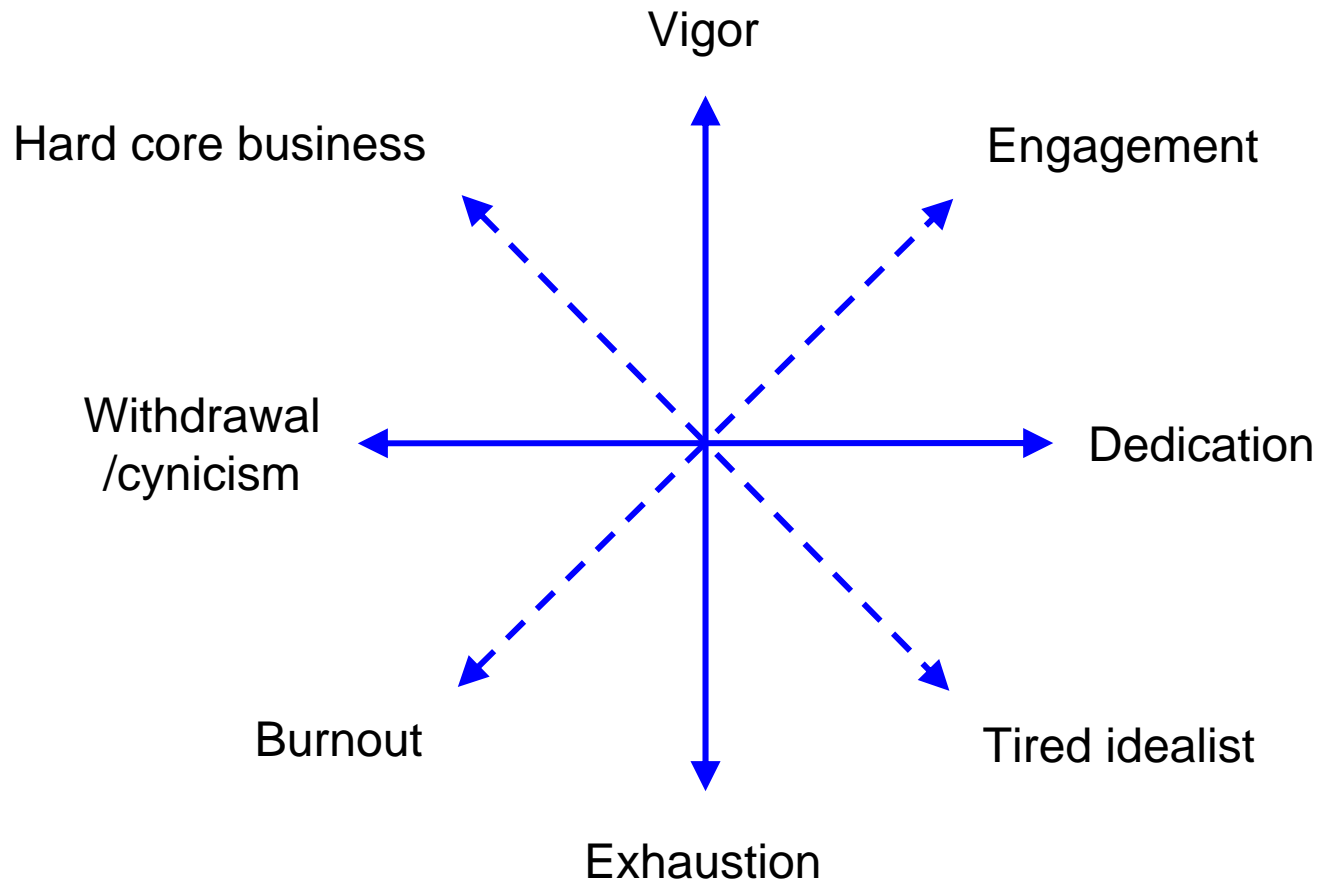 Vigor
Hard core business
Engagement
Withdrawal
/cynicism
Dedication
Burnout
Tired idealist
Exhaustion